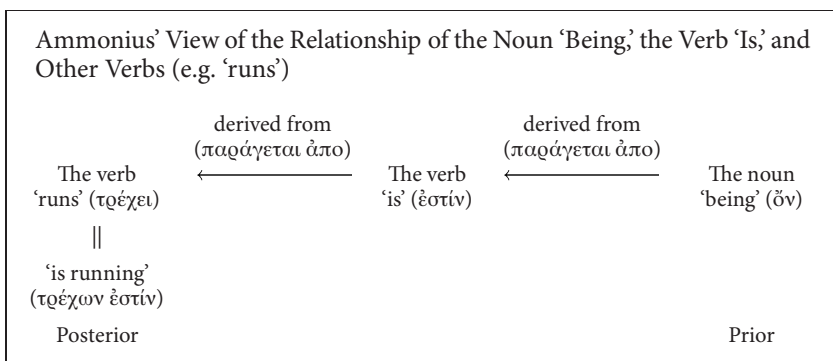 Ammonius’ View of the Relationship of the Noun ‘Being,’ the Verb ‘Is,’ and
Other Verbs (e.g. ‘runs’)
derived from
(παράγεται ἀπο)
derived from
(παράγεται ἀπο)
The verb
‘runs’ (τρέχει)
The verb
‘is’ (ἐστίν)
The noun
‘being’ (ὄν)
||
‘is running’
(τρέχων ἐστίν)
Posterior
Prior